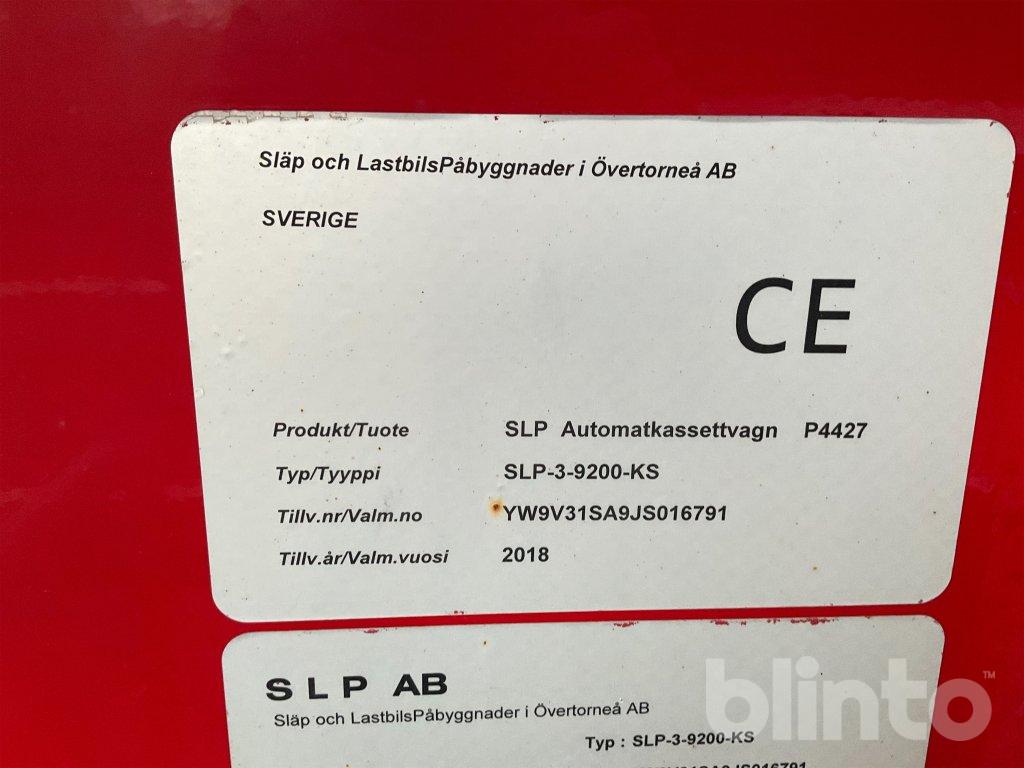 Släp och LastbilsPåbyggnader i Övertorneå AB
SVERIGE
CE
Produkt/Tuote SLP Automatkassettvagn P4427
Typ/Tyyppi SLP-3-9200-KS
Tillv.nr/Valm.no YW9V31SA9JS016791
Tillv.år/Valm.vuosi 2018
SLP AB
Släp och LastbilsPåbyggnader i Övertorneå AB
Typ : SLP-3-9200-KS
blinto™